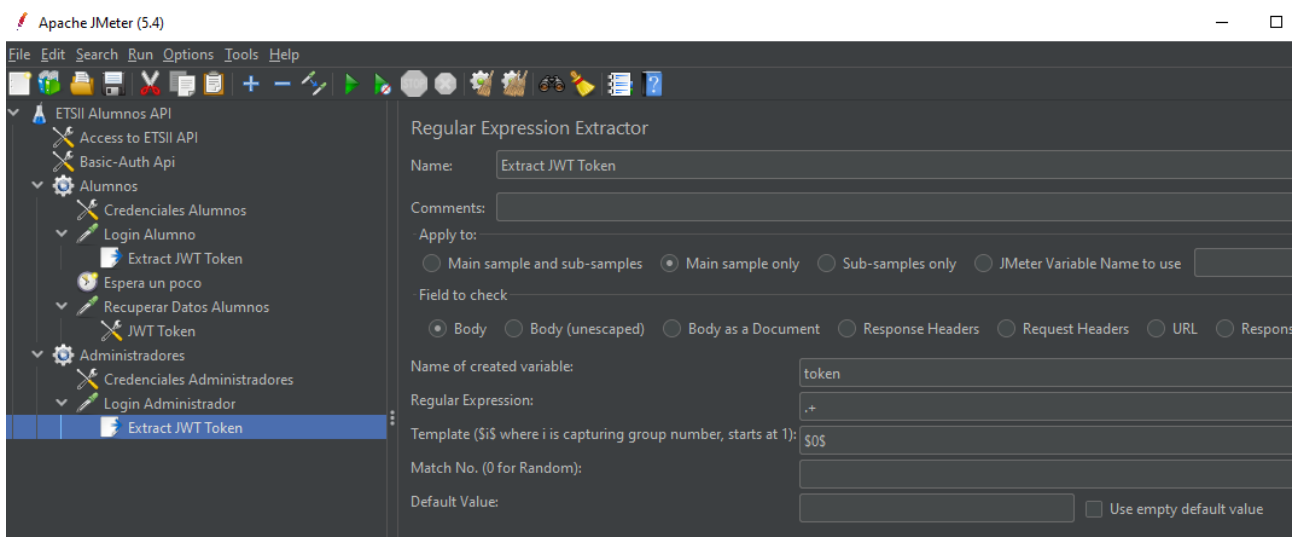 Apache JMeter (5.4)
File Edit Search Run Options Tools Help
STOP
ETSII Alumnos API
Access to ETSII API
Basic-Auth Api
Alumnos
Credenciales Alumnos
Login Alumno
Extract JWT Token
Espera un poco
Recuperar Datos Alumnos
JWT Token
Administradores
Credenciales Administradores
Login Administrador
Extract JWT Token
Regular Expression Extractor
Name: Extract JWT Token
Comments:
Apply to:
Main sample and sub-samples Main sample only Sub-samples only JMeter Variable Name to use
Field to check
Body Body (unescaped) Body as a Document Response Headers Request Headers URL Respons
Name of created variable: token
Regular Expression: .+
Template ($i$ where i is capturing group number, starts at 1): $0$
Match No. (0 for Random):
Default Value: Use empty default value